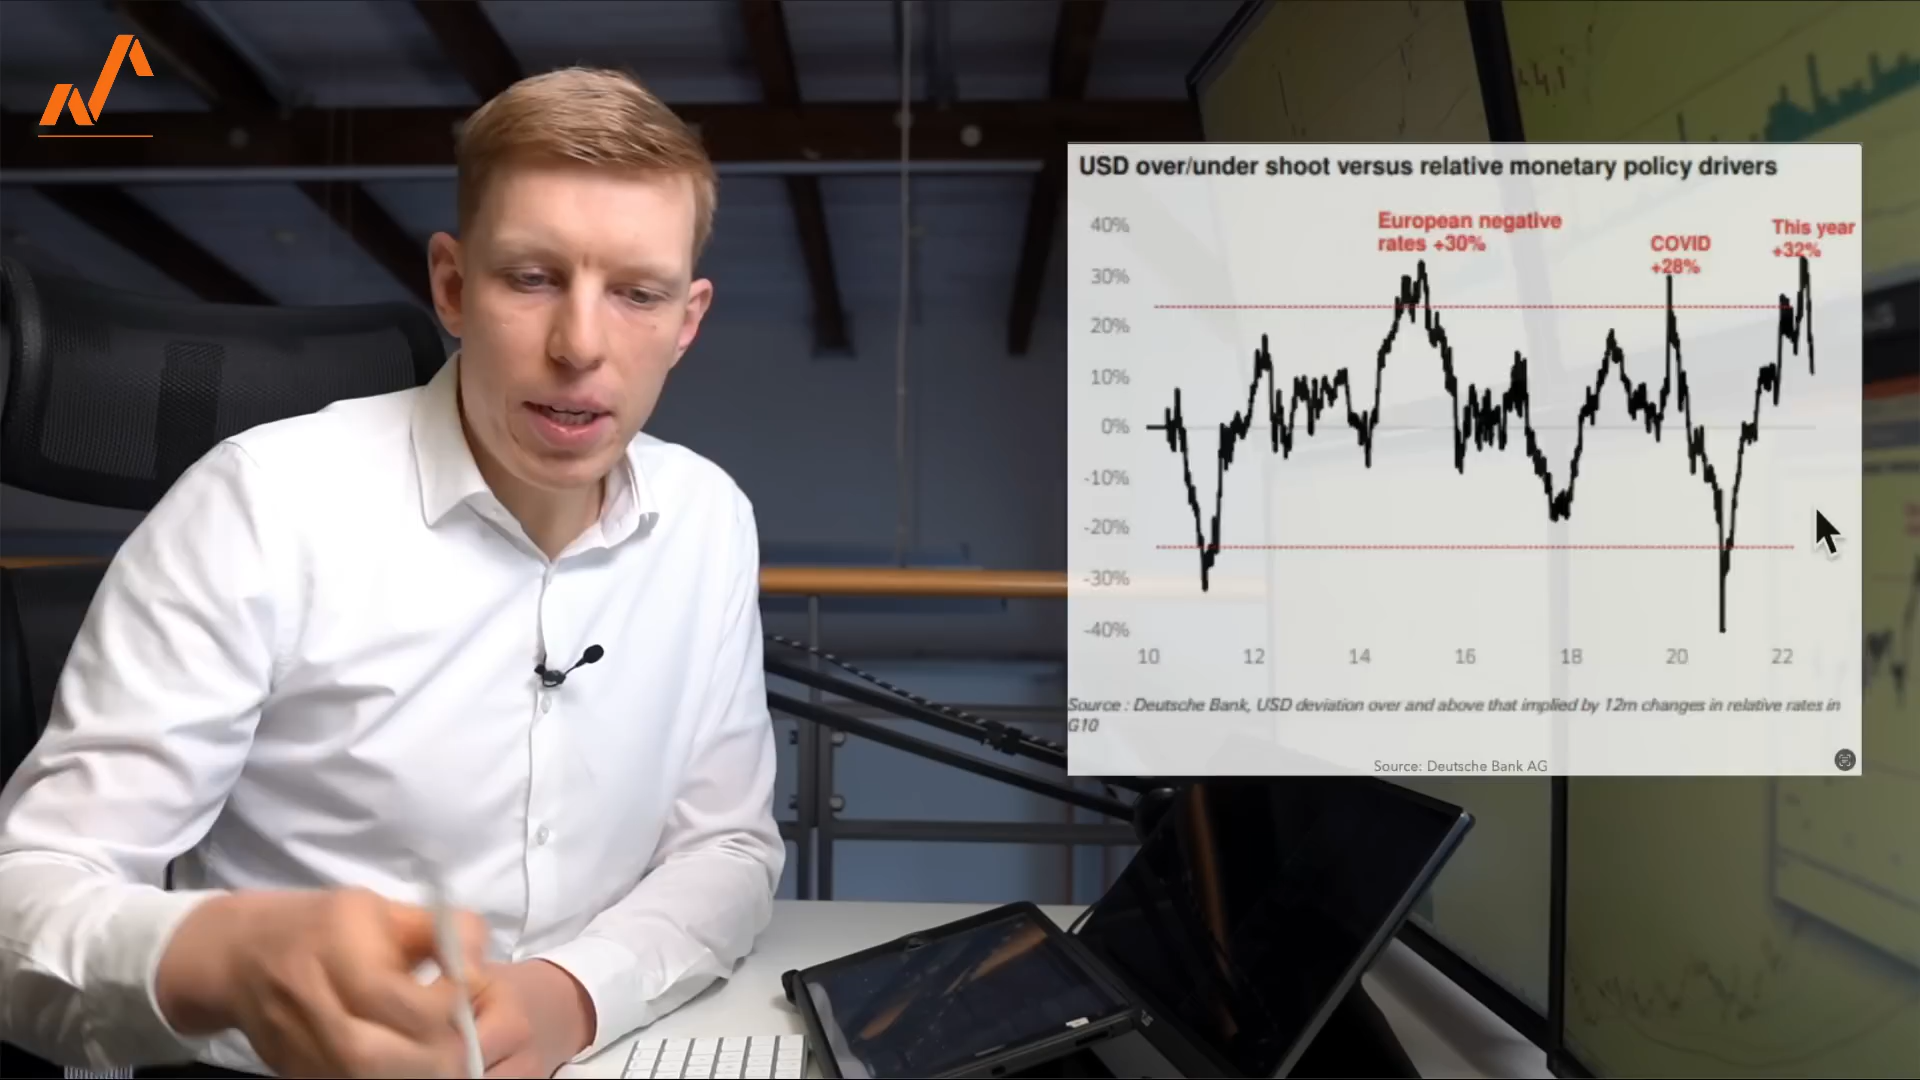 USD over/under shoot versus relative monetary policy drivers
40%
30%
20%
10%
0%
-10%
-20%
-30%
-40%
European negative
rates +30%
COVID
+28%
This year
+32%
10 12 14 16 18 20 22
Source : Deutsche Bank, USD deviation over and above that implied by 12m changes in relative rates in
G10
Source: Deutsche Bank AG